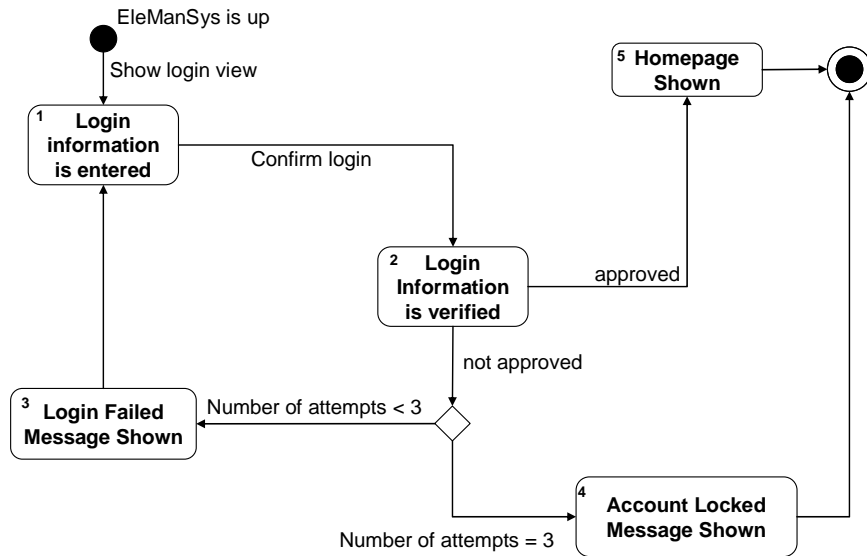 EleManSys is up
Show login view
1
Login
information
is entered
Confirm login
5
Homepage
Shown
2
Login
Information
is verified
approved
not approved
3
Login Failed
Message Shown
Number of attempts < 3
4
Account Locked
Message Shown
Number of attempts = 3